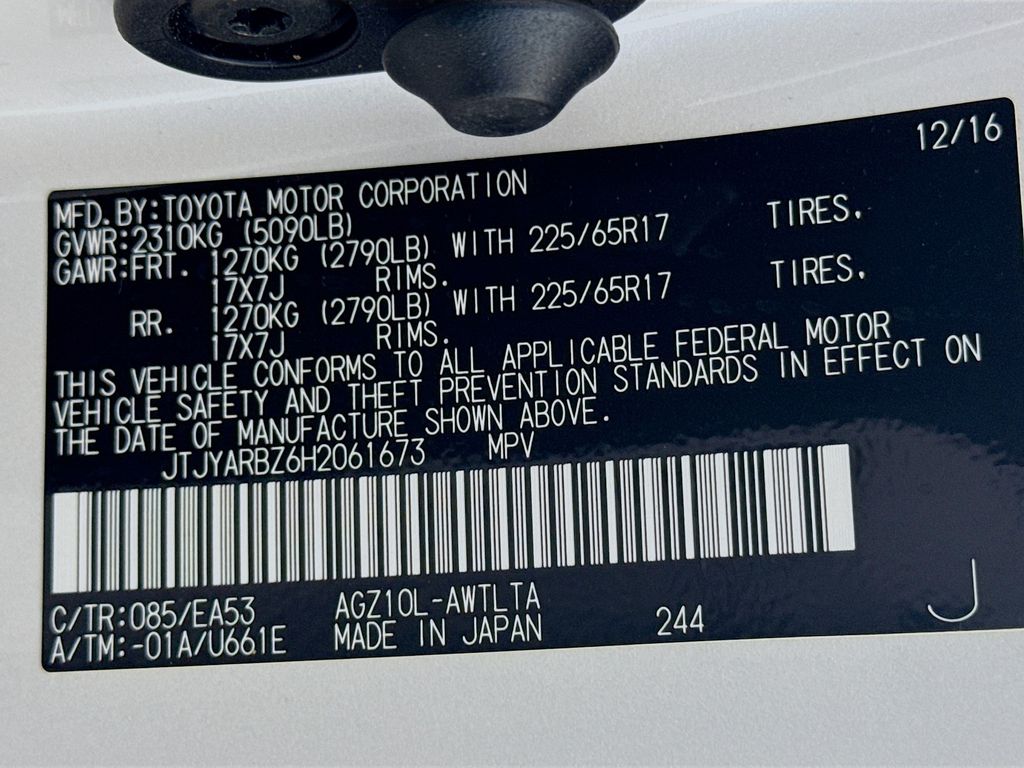 12/16
MFD.BY:TOYOTA MOTOR CORPORATION
GVWR:2310KG (5090LB)
GAWR:FRT. 1270KG (2790LB) WITH 225/65R17 TIRES.
17X7J RIMS.
RR. 1270KG (2790LB) WITH 225/65R17 TIRES.
17X7J RIMS.
THIS VEHICLE CONFORMS TO ALL APPLICABLE FEDERAL MOTOR
VEHICLE SAFETY AND THEFT PREVENTION STANDARDS IN EFFECT ON
THE DATE OF MANUFACTURE SHOWN ABOVE.
JTJYARBZ6H2061673 MPV
C/TR:085/EA53 AGZ10L-AWTLTA
A/TM:-01A/U661E MADE IN JAPAN 244
J